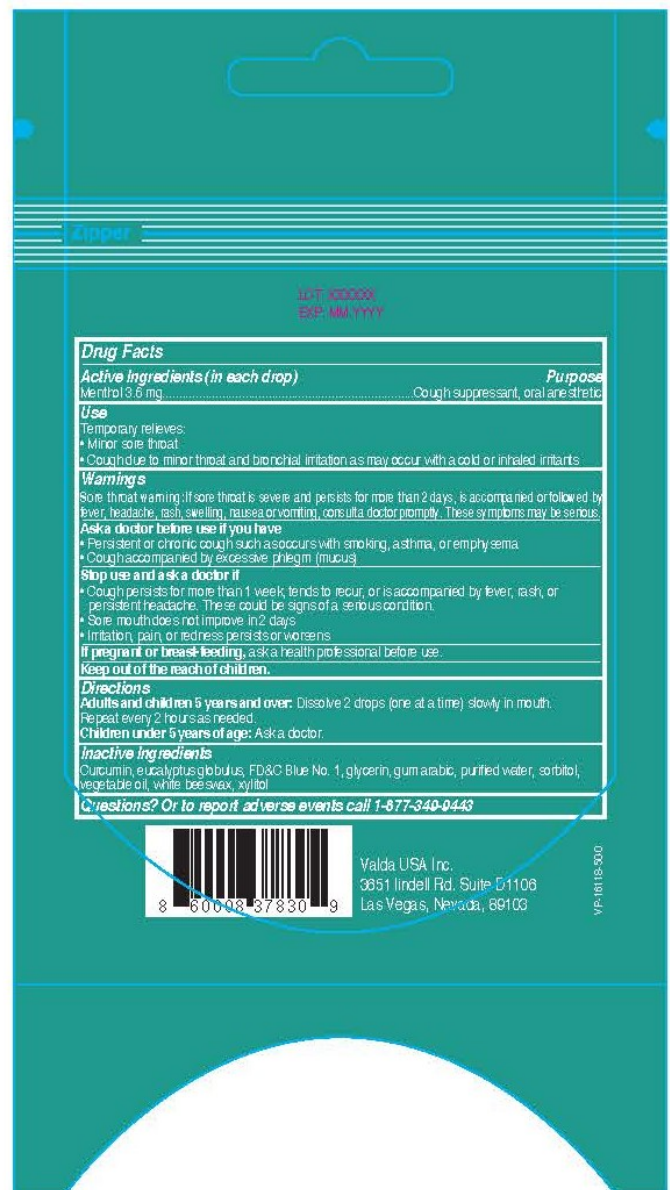 Zipper
LOT: XXXXXX
EXP: MM.YYYY
Drug Facts
Active Ingredients (in each drop) Purpose
Menthol 3.6 mg..........Cough suppressant, oral anesthetic
Use
Temporary relieves:
• Minor sore throat
• Cough due to minor throat and bronchial irritation as may occur with a cold or inhaled irritants
Warnings
Sore throat warning: If sore throat is severe and persists for more than 2 days, is accompanied or followed by
fever, headache, rash, swelling, nausea or vomiting, consult a doctor promptly. These symptoms may be serious.
Ask a doctor before use if you have
• Persistent or chronic cough such as occurs with smoking, asthma, or emphysema
• Cough accompanied by excessive phlegm (mucus)
Stop use and ask a doctor if
• Cough persists for more than 1 week, tends to recur, or is accompanied by fever, rash, or
persistent headache. These could be signs of a serious condition.
• Sore mouth does not improve in 2 days
• Irritation, pain, or redness persists or worsens
If pregnant or breast-feeding, ask a health professional before use.
Keep out of the reach of children.
Directions
Adults and children 5 years and over: Dissolve 2 drops (one at a time) slowly in mouth.
Repeat every 2 hours as needed.
Children under 5 years of age: Ask a doctor.
Inactive Ingredients
Curcumin, eucalyptus globulus, FD&C Blue No. 1, glycerin, gum arabic, purified water, sorbitol,
vegetable oil, white beeswax, xylitol
Questions? Or to report adverse events call 1-877-349-9443
8 60008 37830 9
Valda USA Inc.
3651 lindell Rd. Suite D1106
Las Vegas, Nevada, 89103
VP-16118-50-0